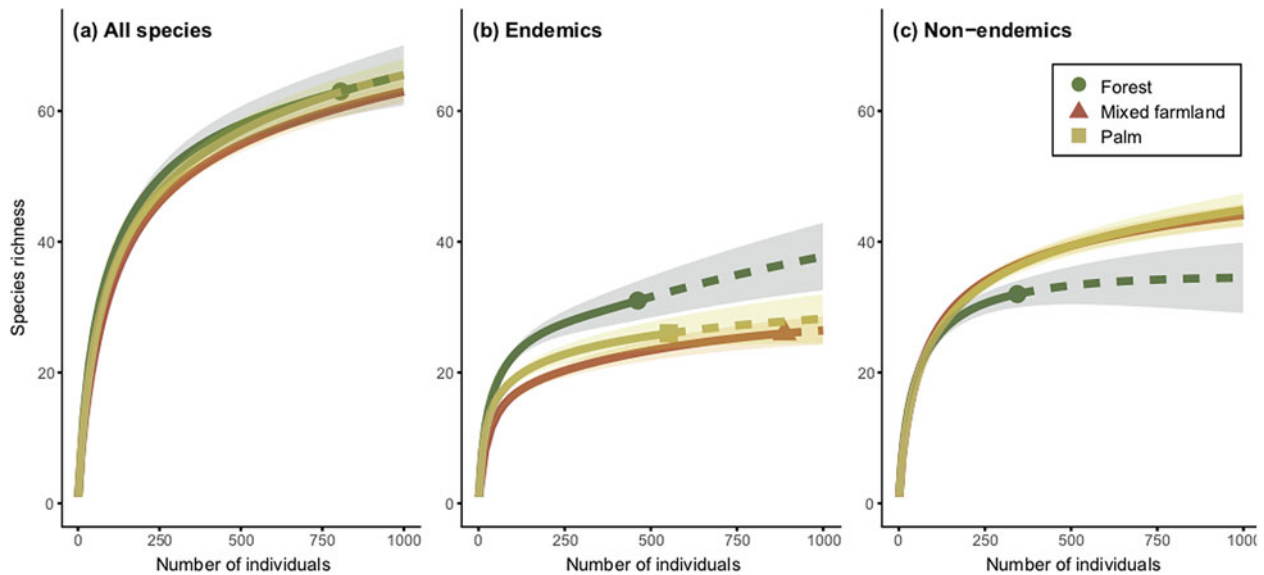 (a) All species
(b) Endemics
(c) Non−endemics
Forest
Mixed farmland
Palm
Species richness
60
40
20
0
60
40
20
0
60
40
20
0
0 250 500 750 1000
0 250 500 750 1000
0 250 500 750 100
Number of individuals
Number of individuals
Number of individuals